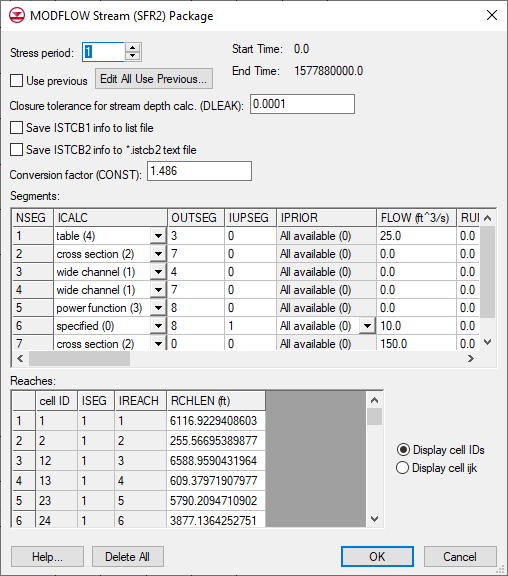 MODFLOW Stream (SFR2) Package
Stress period: 1
Start Time: 0.0
End Time: 1577880000.0
Use previous
Edit All Use Previous...
Closure tolerance for stream depth calc. (DLEAK): 0.0001
Save ISTCB1 info to list file
Save ISTCB2 info to *.istcb2 text file
Conversion factor (CONST): 1.486
Segments:
NSEG ICALC OUTSEG IUPSEG IPRIOR FLOW (ft^3/s) RUI
1 table (4) 3 0 All available (0) 25.0 0.0
2 cross section (2) 7 0 All available (0) 0.0 0.0
3 wide channel (1) 4 0 All available (0) 0.0 0.0
4 wide channel (1) 7 0 All available (0) 0.0 0.0
5 power function (3) 8 0 All available (0) 0.0 0.0
6 specified (0) 8 1 All available (0) 10.0 0.0
7 cross section (2) 0 0 All available (0) 150.0 0.0
Reaches:
cell ID ISEG IREACH RCHLEN (ft)
1 1 1 1 6116.9229408603
2 2 1 2 255.56695389877
3 12 1 3 6588.9590431964
4 13 1 4 609.37971907977
5 23 1 5 5790.2094710902
6 24 1 6 3877.1364252751
Display cell IDs
Display cell ijk
Help...
Delete All
OK
Cancel